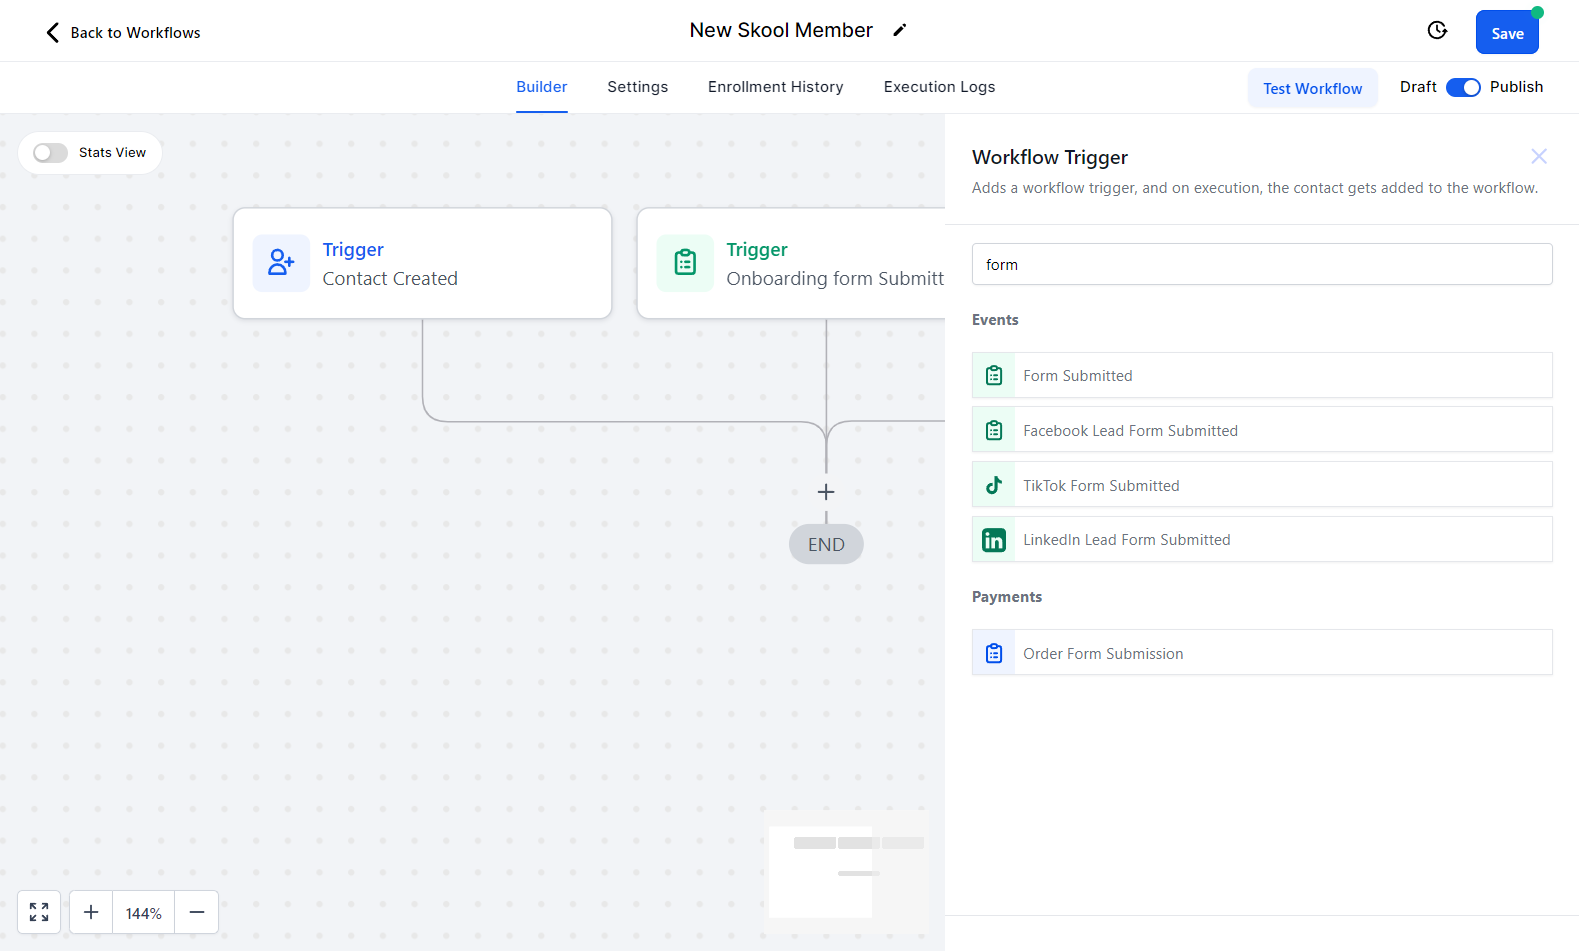 Back to Workflows
New Skool Member
Save
Builder
Settings
Enrollment History
Execution Logs
Test Workflow
Draft
Publish
Stats View
Trigger
Contact Created
Trigger
Onboarding form Submitt
END
144%
Workflow Trigger
Adds a workflow trigger, and on execution, the contact gets added to the workflow.
form
Events
Form Submitted
Facebook Lead Form Submitted
TikTok Form Submitted
in
LinkedIn Lead Form Submitted
Payments
Order Form Submission